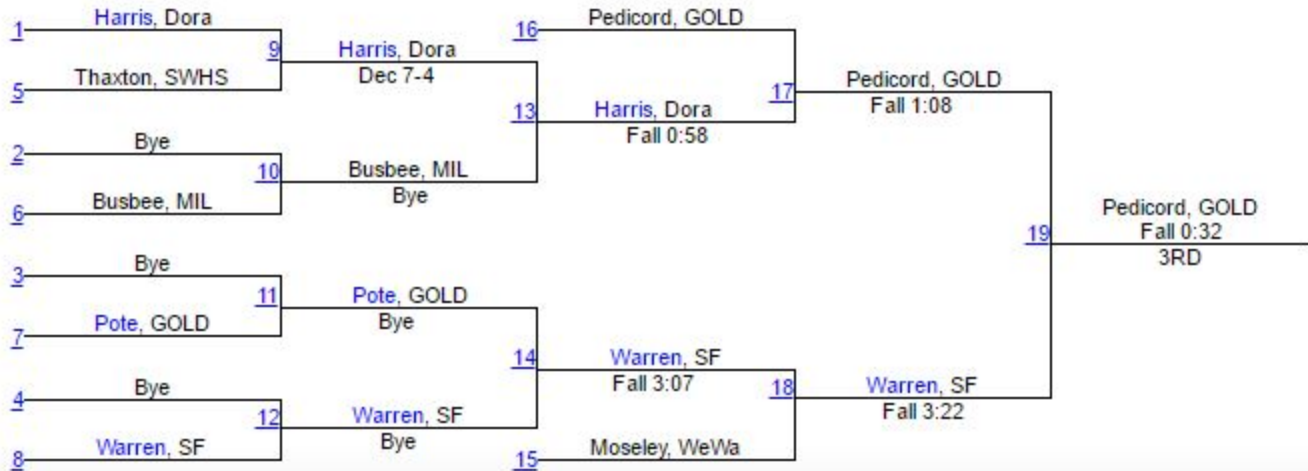 Harris, Dora
1
9
Thaxton, SWHS
5
Harris, Dora
Dec 7-4
Bye
2
10
Busbee, MIL
6
Busbee, MIL
Bye
13
Harris, Dora
Fall 0:58
Pedicord, GOLD
16
17
Pedicord, GOLD
Fall 1:08
Bye
3
11
Pote, GOLD
7
Pote, GOLD
Bye
Bye
4
12
Warren, SF
8
Warren, SF
Bye
14
Warren, SF
Fall 3:07
18
Moseley, WeWa
15
Warren, SF
Fall 3:22
19
Pedicord, GOLD
Fall 0:32
3RD